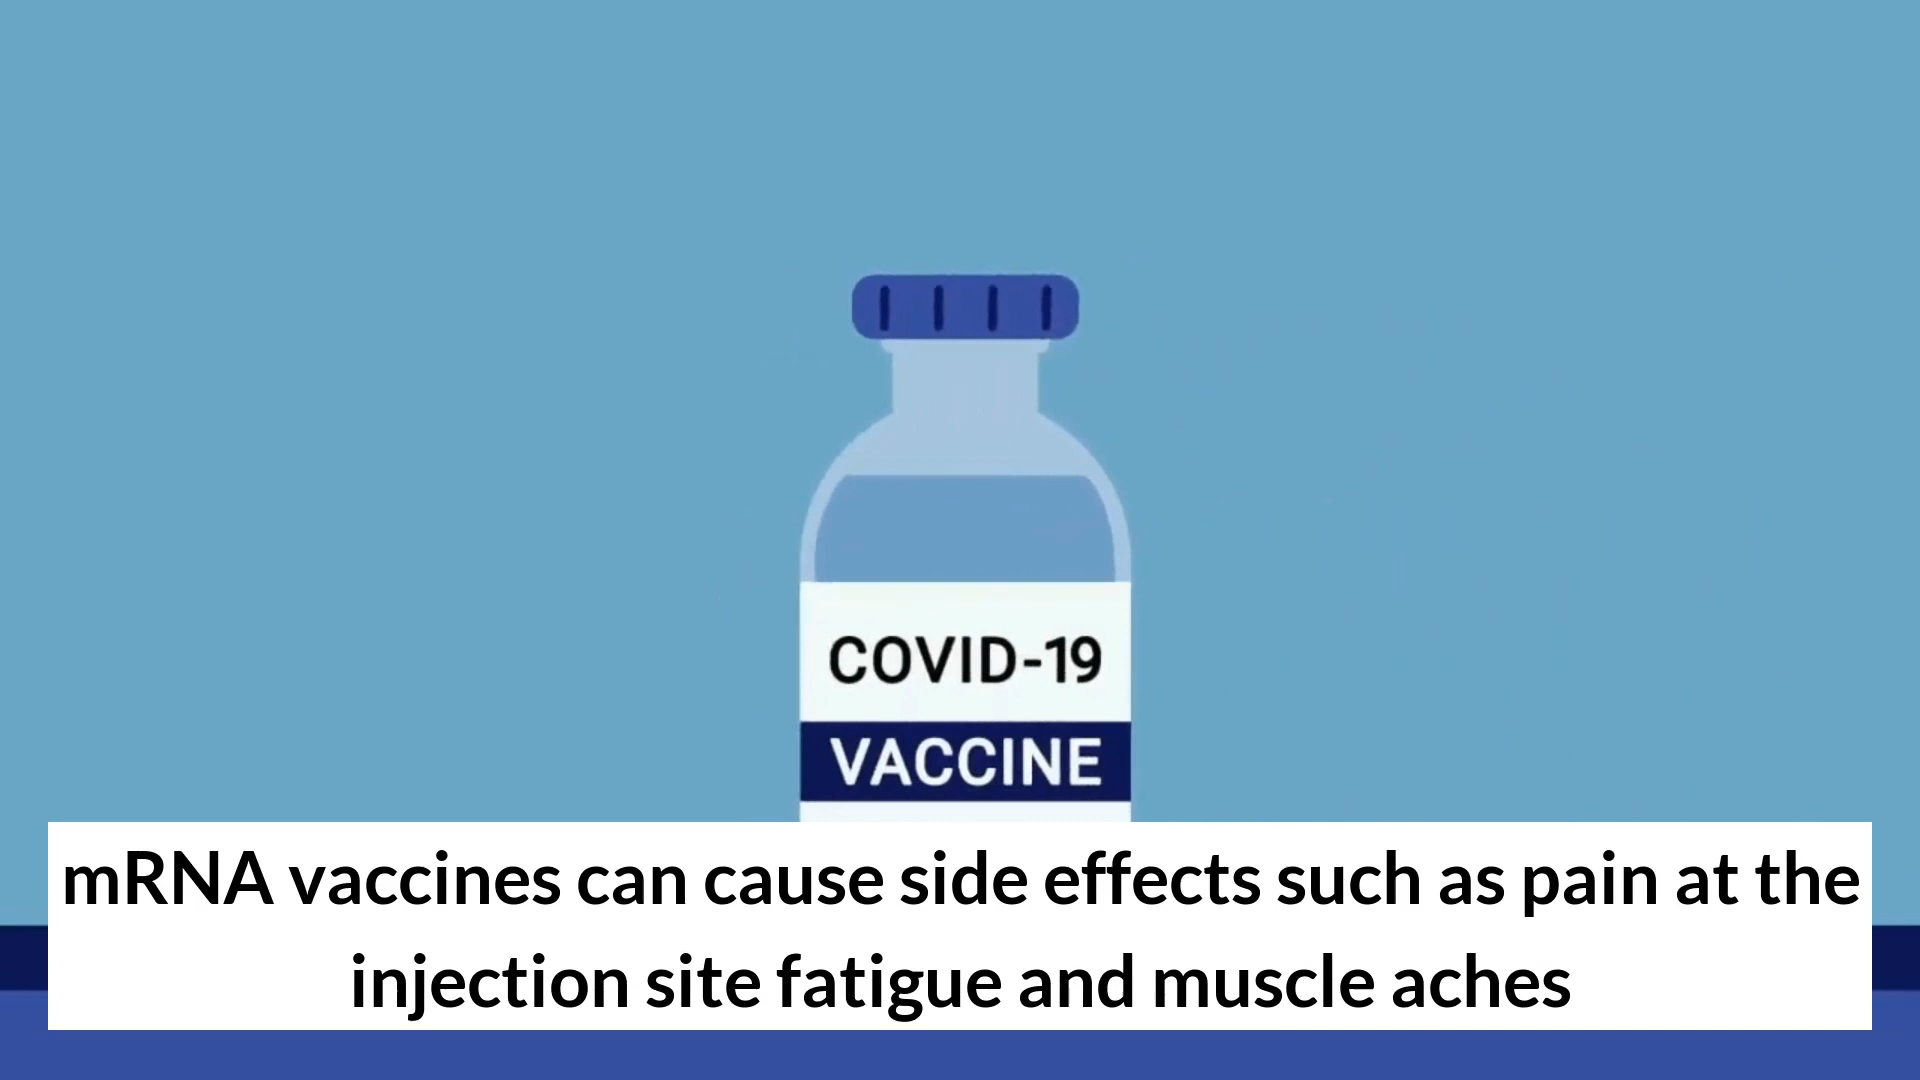 COVID-19
VACCINE
mRNA vaccines can cause side effects such as pain at the
injection site fatigue and muscle aches